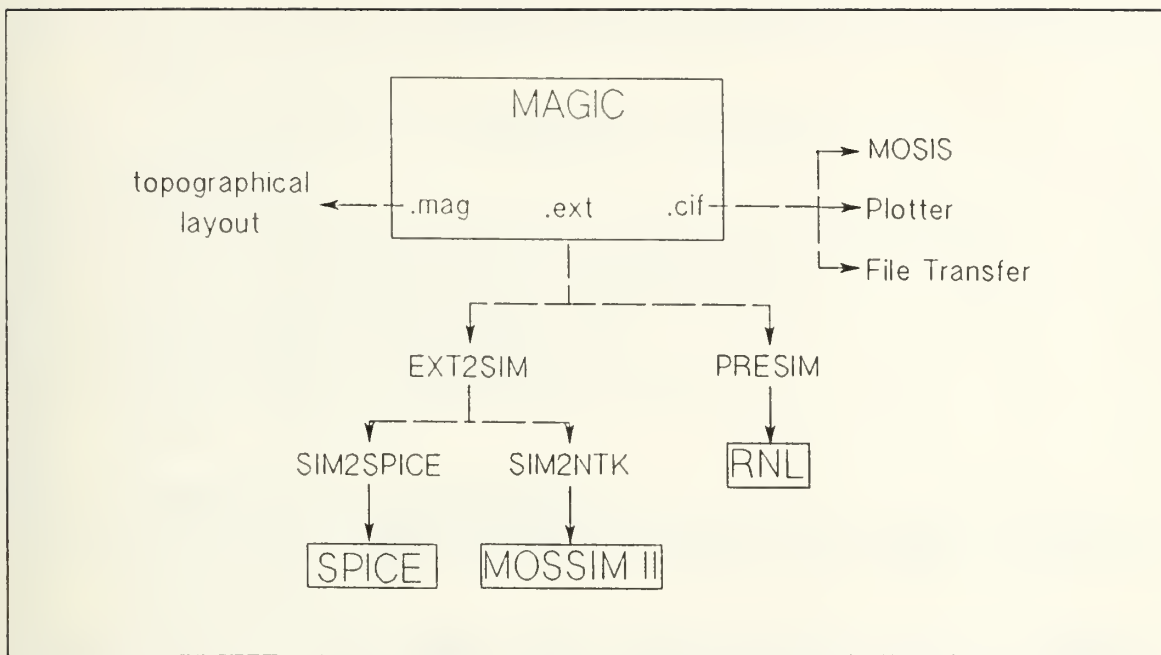 MAGIC
MOSIS
topographical
layout
.mag .ext .cif
Plotter
File Transfer
EXT2SIM PRESIM
SIM2SPICE SIM2NTK RNL
SPICE MOSSIM II